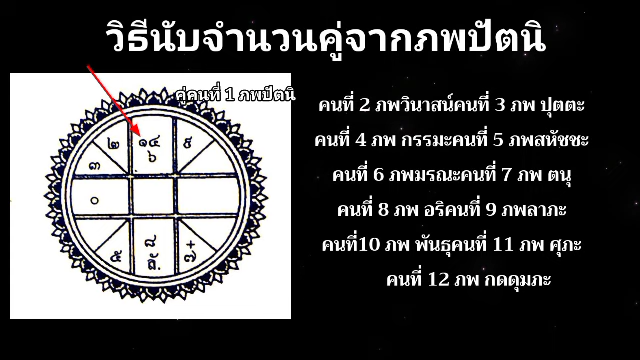 วิธีนับจำนวนคู่จากภพปัตนิ
คู่คนที่ 1 ภพปัตนิ
คนที่ 2 ภพวินาสน์คนที่ 3 ภพ ปุตตะ
คนที่ 4 ภพ กรรมะคนที่ 5 ภพสหัชชะ
คนที่ 6 ภพมรณะคนที่ 7 ภพ ตนุ
คนที่ 8 ภพ อริคนที่ 9 ภพลาภะ
คนที่10 ภพ พันธุคนที่ 11 ภพ ศุภะ
คนที่ 12 ภพ กดดุมภะ
๒ ๑๔ ๙
๓ ๖
๐
๕ ๗+